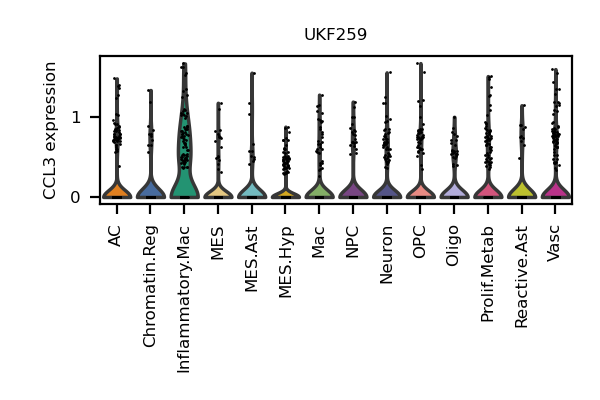 UKF259
CCL3 expression
1
0
AC
Chromatin.Reg
Inflammatory.Mac
MES
MES.Ast
MES.Hyp
Mac
NPC
Neuron
OPC
Oligo
Prolif.Metab
Reactive.Ast
Vasc